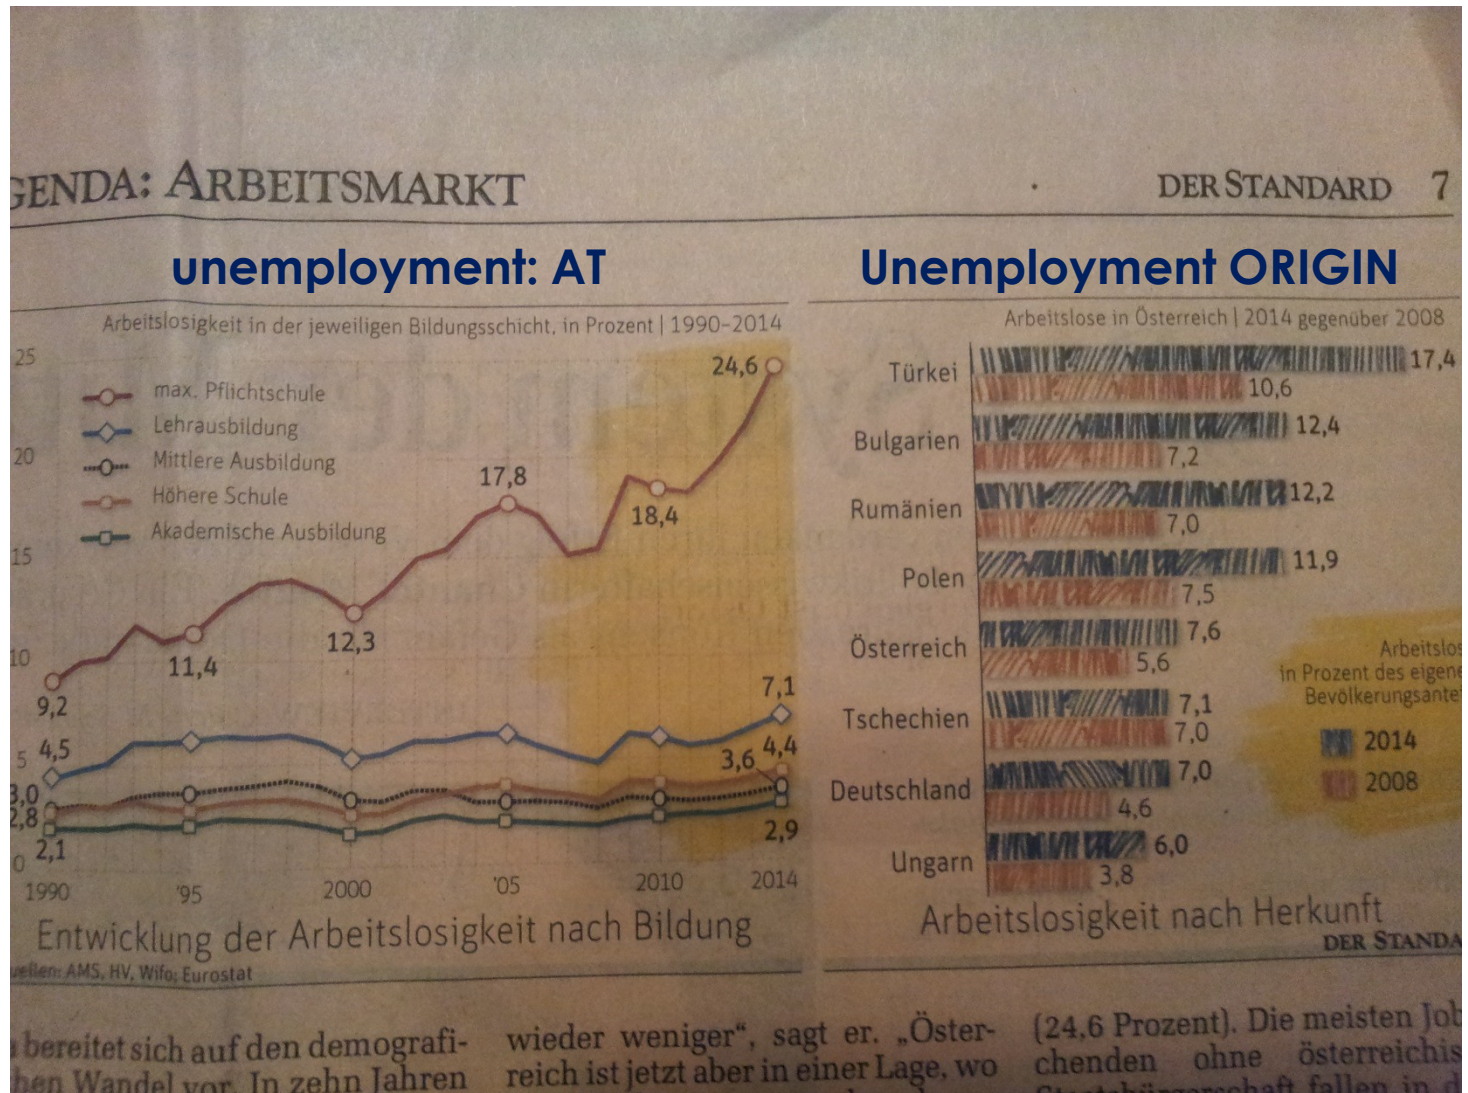 GENDA: ARBEITSMARKT
DER STANDARD 7
unemployment: AT
Arbeitslosigkeit in der jeweiligen Bildungsschicht, in Prozent | 1990–2014
25
20
15
10
5
0
max. Pflichtschule
Lehrausbildung
Mittlere Ausbildung
Höhere Schule
Akademische Ausbildung
24,6
17,8
18,4
12,3
11,4
9,2
7,1
4,5
3,6 4,4
3,0
2,8
2,1
2,9
1990 '95 2000 '05 2010 2014
Entwicklung der Arbeitslosigkeit nach Bildung
uellen: AMS, HV, Wifo; Eurostat
Unemployment ORIGIN
Arbeitslose in Österreich | 2014 gegenüber 2008
Türkei 17,4
10,6
Bulgarien 12,4
7,2
Rumänien 12,2
7,0
Polen 11,9
7,5
Österreich 7,6
5,6
Tschechien 7,1
7,0
Deutschland 7,0
4,6
Ungarn 6,0
3,8
Arbeitslos
in Prozent des eigene
Bevölkerungsante
2014
2008
Arbeitslosigkeit nach Herkunft
DER STANDA
bereitet sich auf den demografi-
hen Wandel vor. In zehn Jahren
wieder weniger“, sagt er. „Öster-
reich ist jetzt aber in einer Lage, wo
(24,6 Prozent). Die meisten Job
chenden ohne österreichis
fallen in d